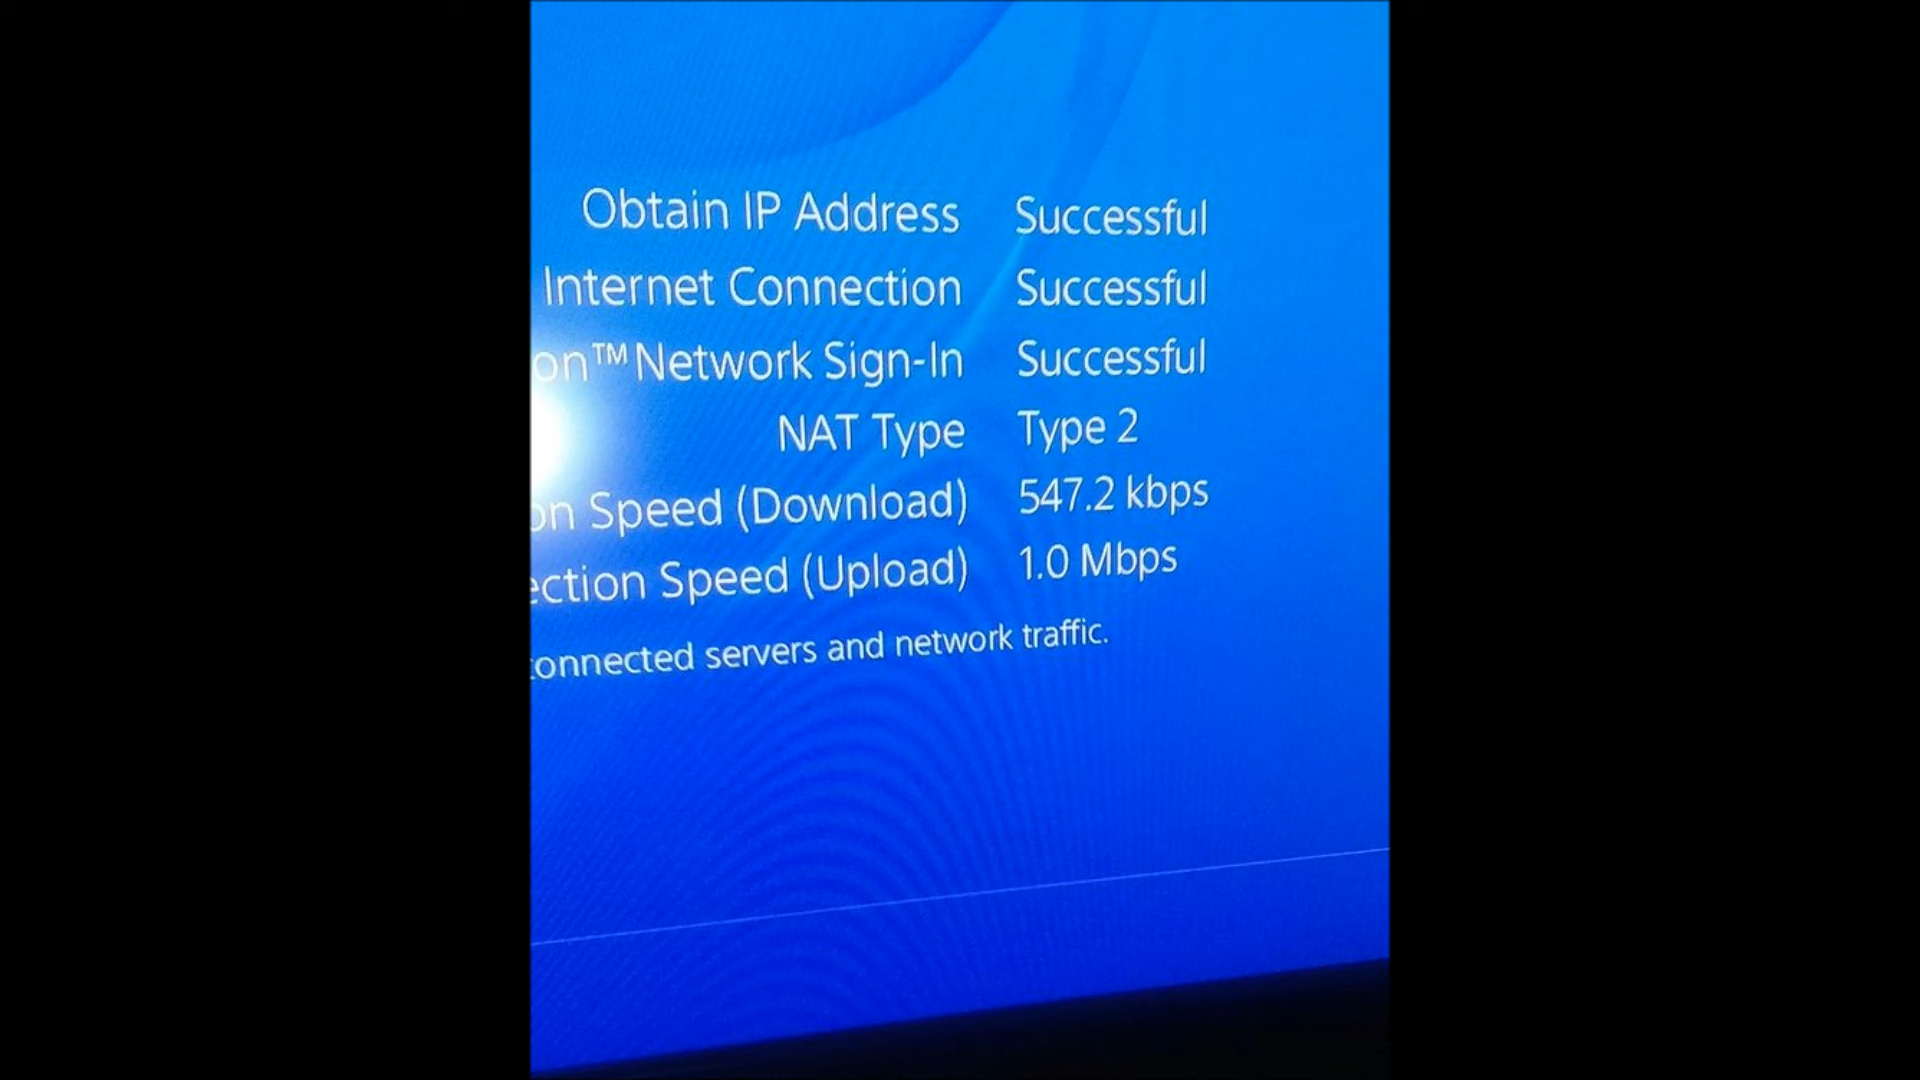 Obtain IP Address Successful
Internet Connection Successful
on™Network Sign-In Successful
NAT Type Type 2
on Speed (Download) 547.2 kbps
ection Speed (Upload) 1.0 Mbps
connected servers and network traffic.